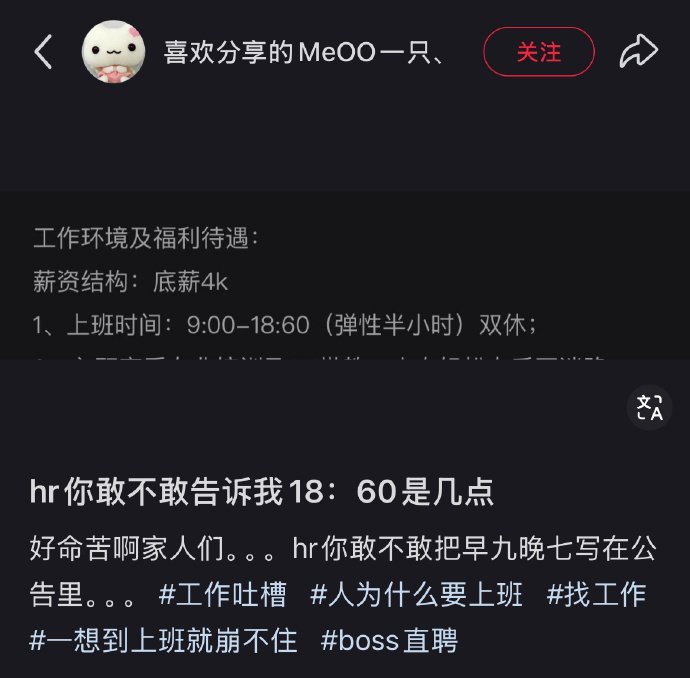 喜欢分享的MeOO一只、
关注
工作环境及福利待遇：
薪资结构：底薪4k
1、上班时间：9:00-18:60（弹性半小时）双休；
文A
hr你敢不敢告诉我18：60是几点
好命苦啊家人们。。。hr你敢不敢把早九晚七写在公
告里。。。 #工作吐槽 #人为什么要上班 #找工作
#一想到上班就崩不住 #boss直聘